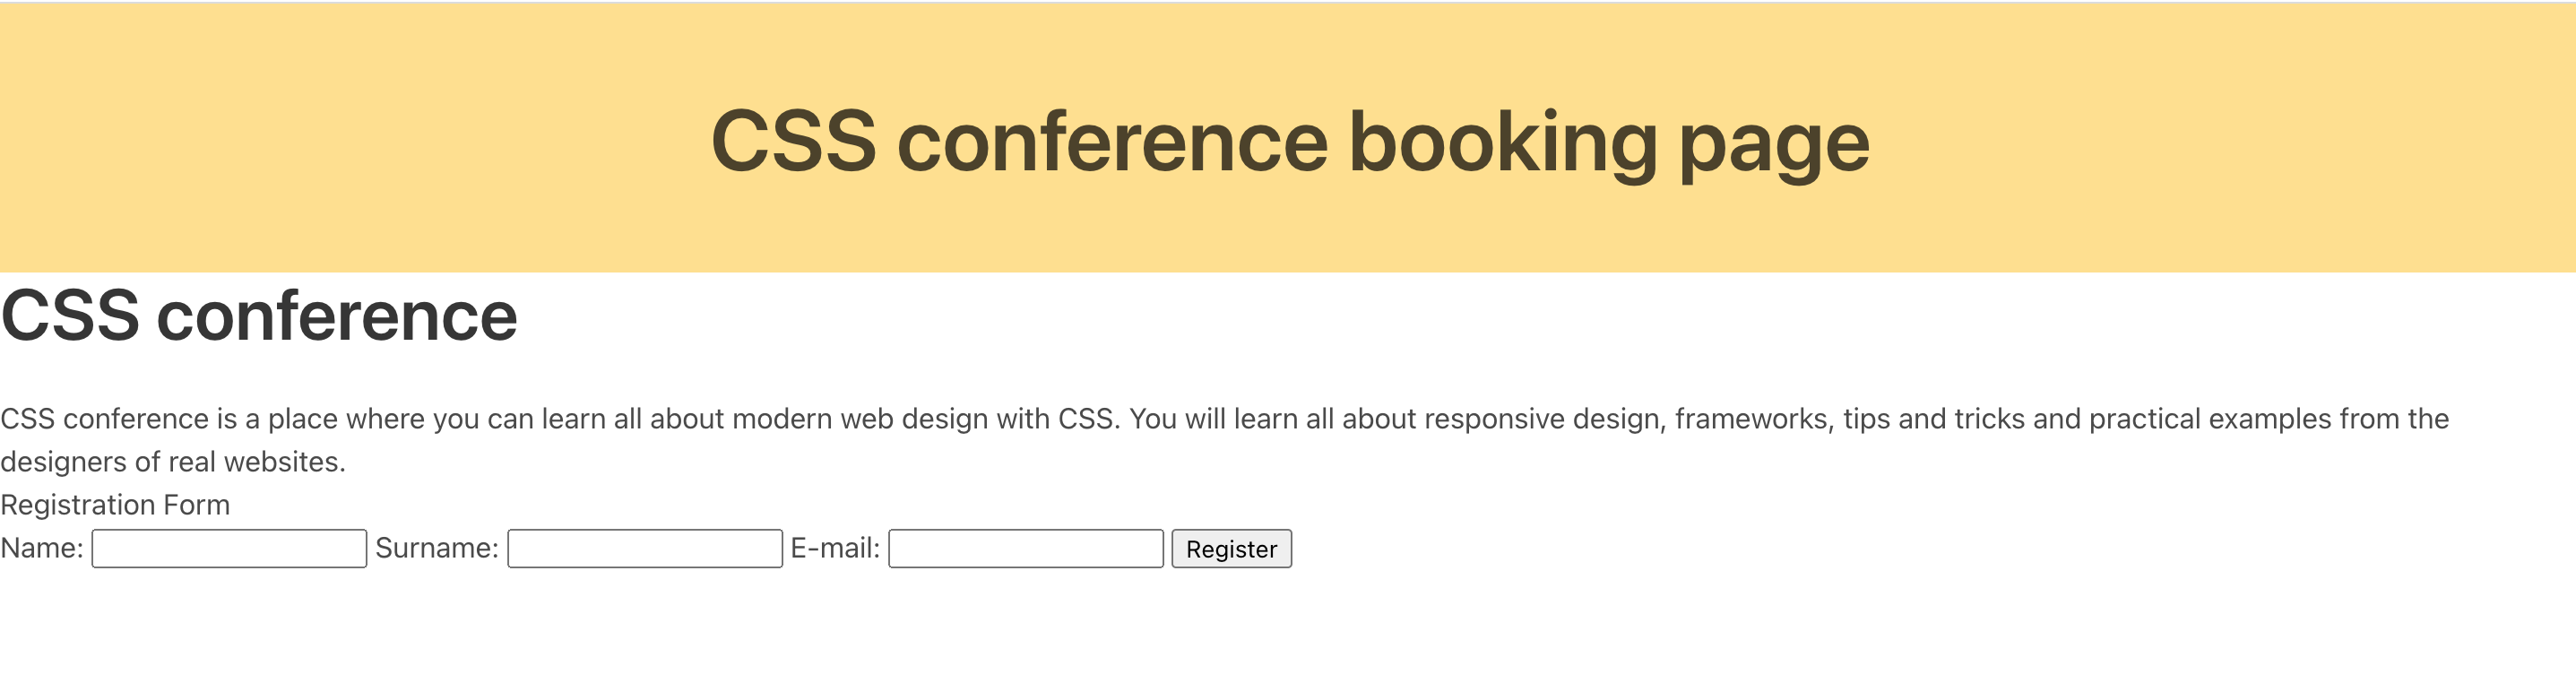 CSS conference booking page
CSS conference
CSS conference is a place where you can learn all about modern web design with CSS. You will learn all about responsive design, frameworks, tips and tricks and practical examples from the
designers of real websites.
Registration Form
Name: Surname: E-mail: Register